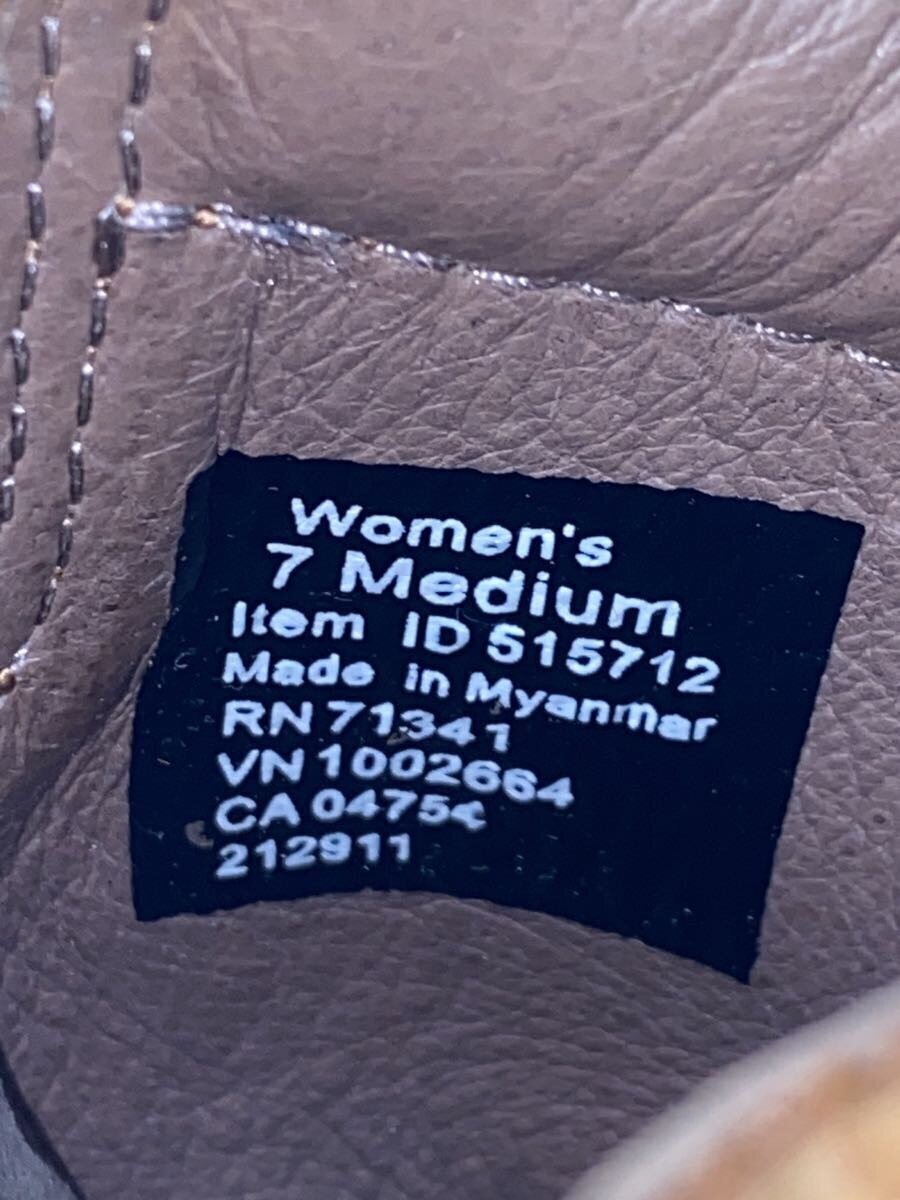 Women's
7 Medium
Item ID 515712
Made in Myanmar
RN 71341
VN 1002664
CA 04754
212911